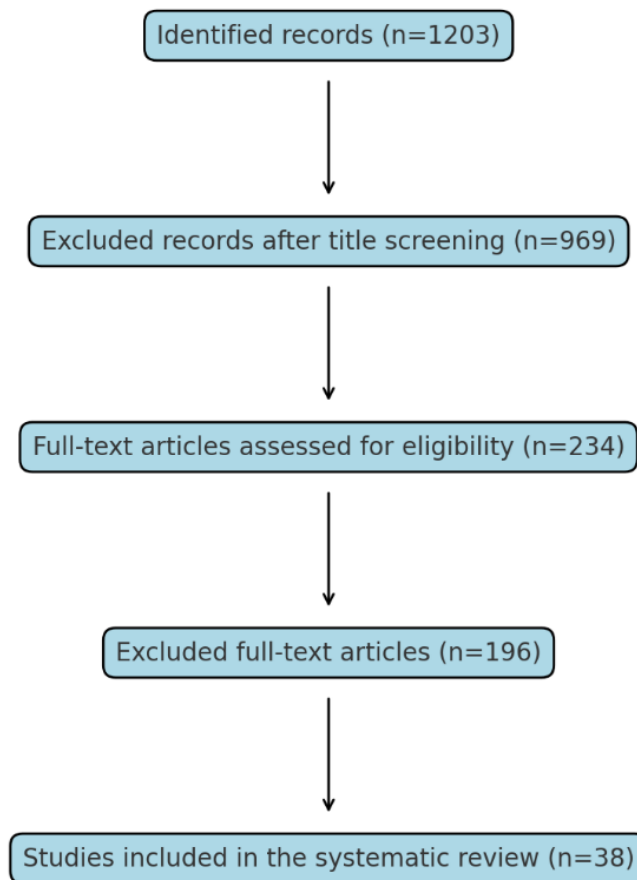 Identified records (n=1203)
Excluded records after title screening (n=969)
Full-text articles assessed for eligibility (n=234)
Excluded full-text articles (n=196)
Studies included in the systematic review (n=38)